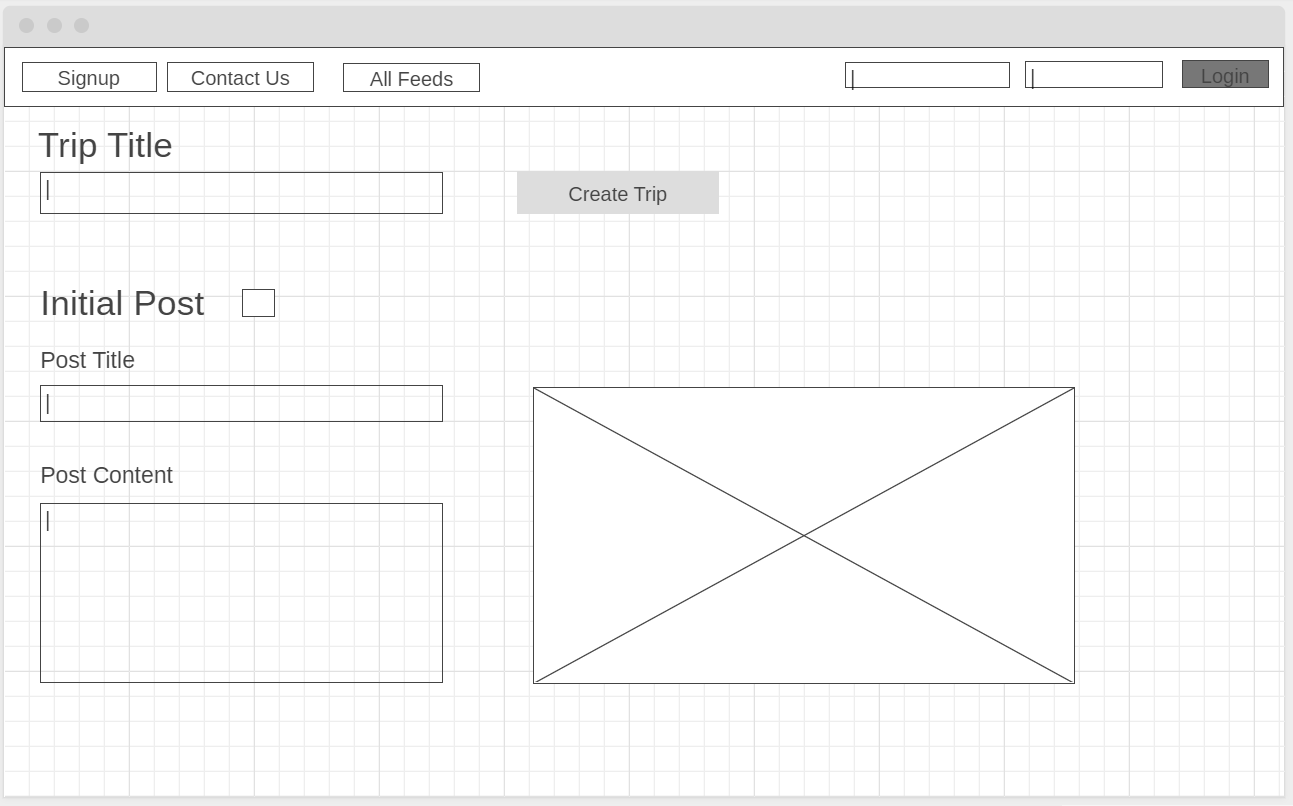 Signup Contact Us All Feeds Login
Trip Title
Create Trip
Initial Post
Post Title
Post Content